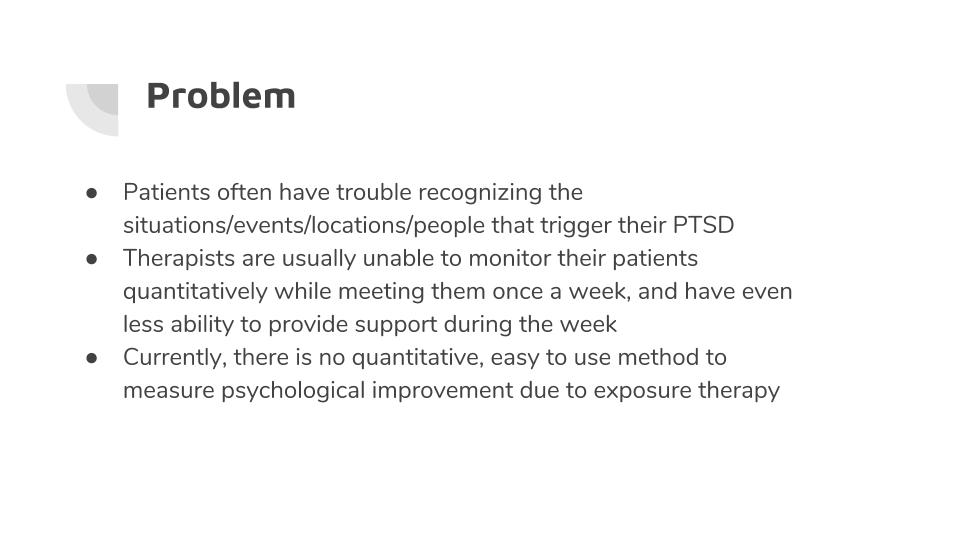 Problem
● Patients often have trouble recognizing the
situations/events/locations/people that trigger their PTSD
● Therapists are usually unable to monitor their patients
quantitatively while meeting them once a week, and have even
less ability to provide support during the week
● Currently, there is no quantitative, easy to use method to
measure psychological improvement due to exposure therapy